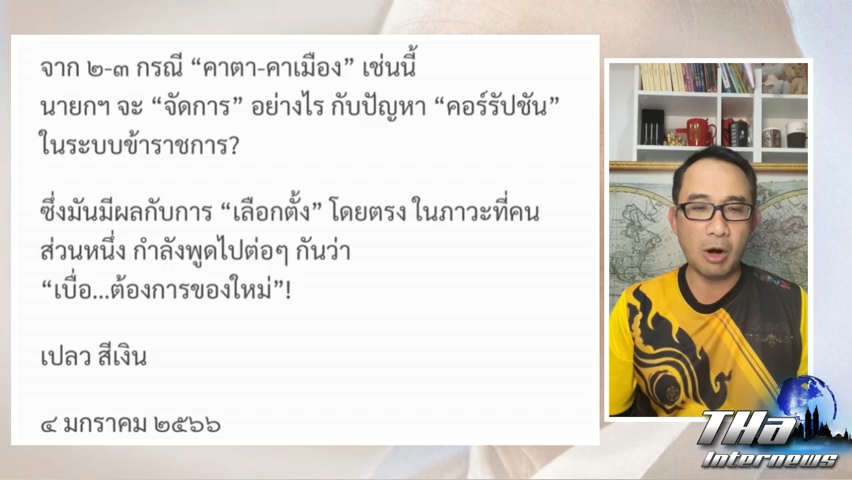 จาก ๒-๓ กรณี “คาตา-คาเมือง” เช่นนี้
นายกฯ จะ “จัดการ” อย่างไร กับปัญหา “คอร์รัปชัน”
ในระบบข้าราชการ?
ซึ่งมันมีผลกับการ “เลือกตั้ง” โดยตรง ในภาวะที่คน
ส่วนหนึ่ง กำลังพูดไปต่อๆ กันว่า
“เบื่อ...ต้องการของใหม่”!
เปลว สีเงิน
๔ มกราคม ๒๕๖๖
THa
Internews